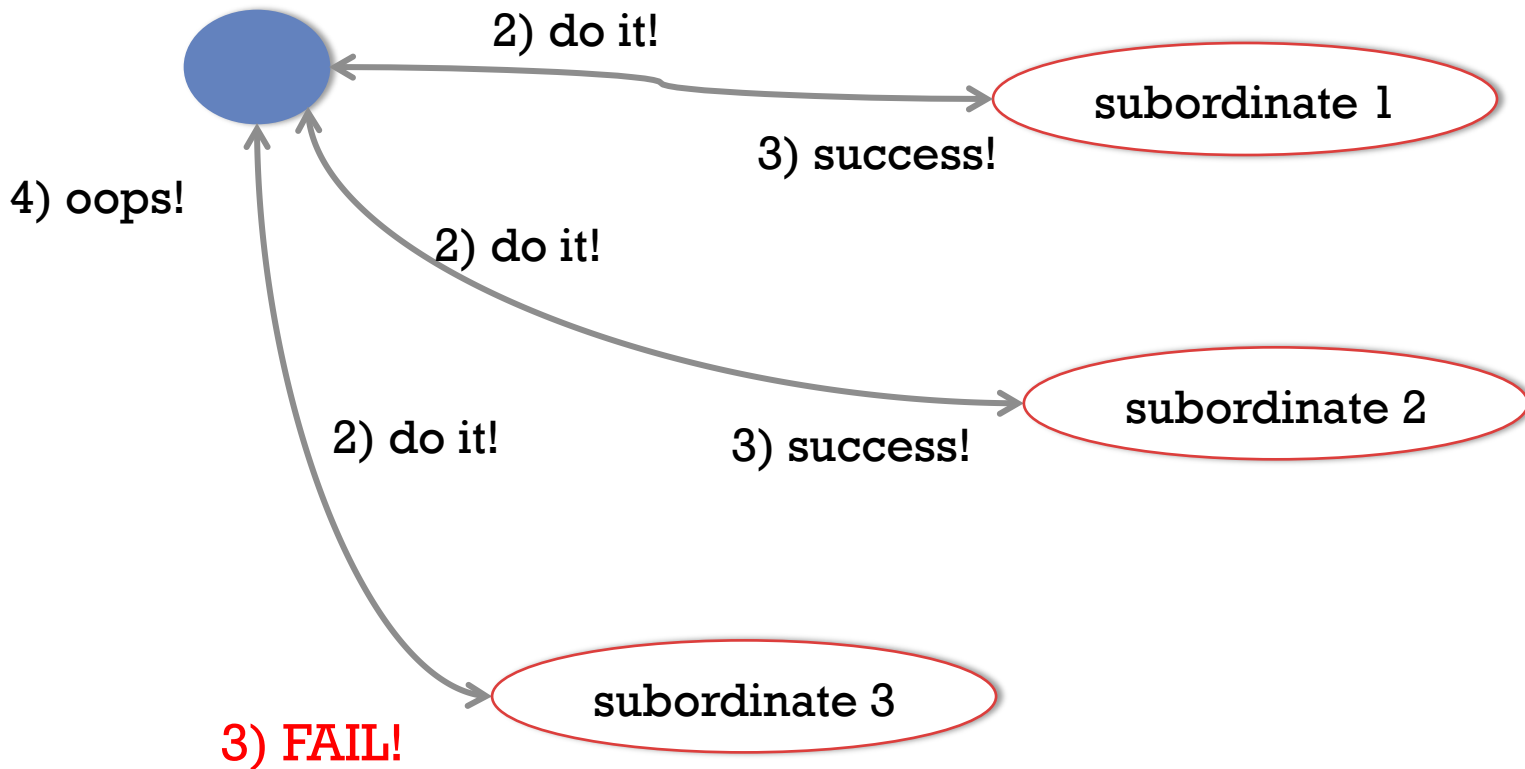 2) do it!
subordinate 1
3) success!
4) oops!
2) do it!
subordinate 2
2) do it!
3) success!
subordinate 3
3) FAIL!